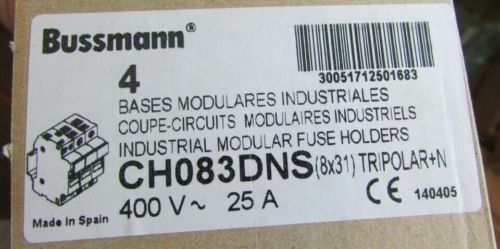 Bussmann®
30051712501683
4
BASES MODULARES INDUSTRIALES
COUPE-CIRCUITS MODULAIRES INDUSTRIELS
INDUSTRIAL MODULAR FUSE HOLDERS
CH083DNS (8x31) TRIPOLAR+N
Made in Spain
400 V~ 25 A
CE 140405